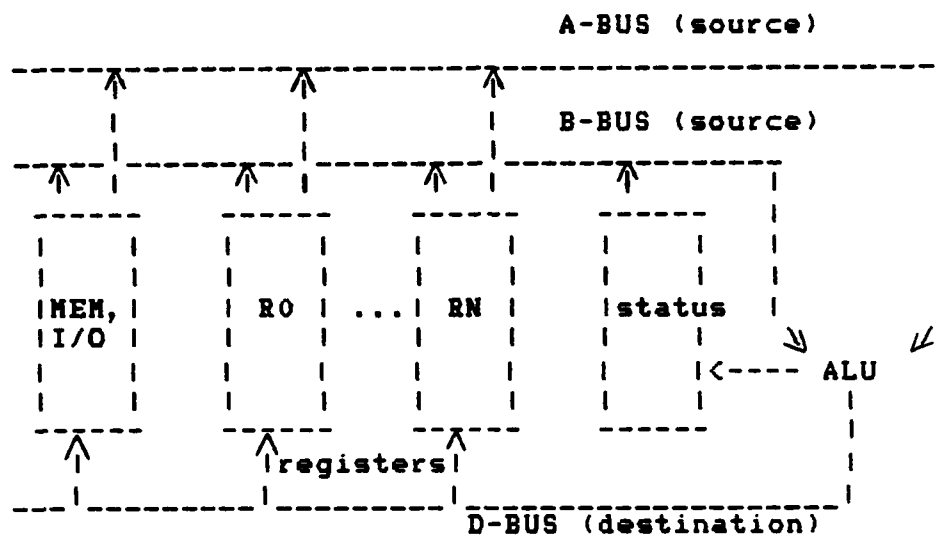 A-BUS (source)
B-BUS (source)
MEM, R0 ... RN status
I/O
ALU
registers
D-BUS (destination)